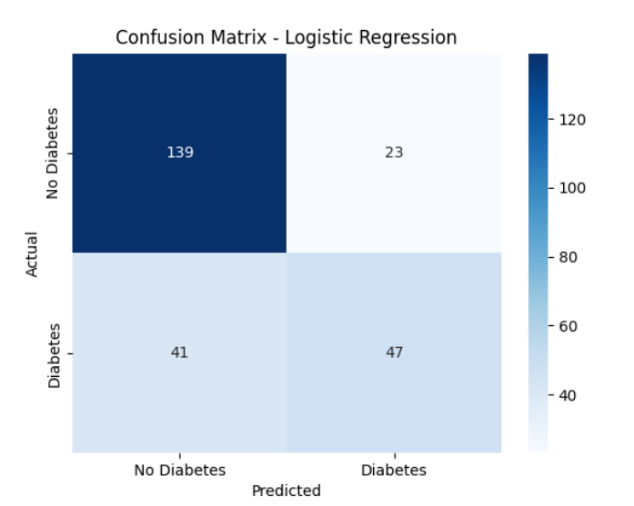 Confusion Matrix - Logistic Regression
No Diabetes
139
23
Actual
Diabetes
41
47
No Diabetes
Diabetes
Predicted
120
100
80
60
40